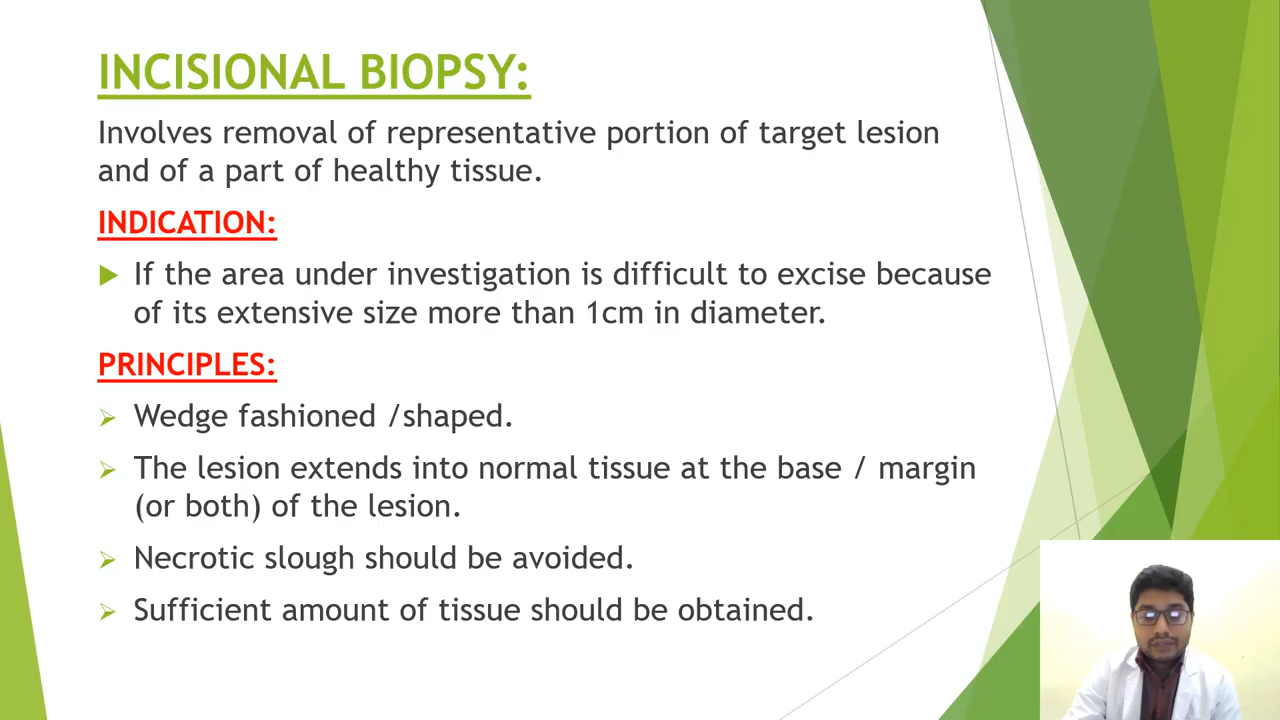 INCISIONAL BIOPSY:
Involves removal of representative portion of target lesion
and of a part of healthy tissue.
INDICATION:
If the area under investigation is difficult to excise because
of its extensive size more than 1cm in diameter.
PRINCIPLES:
Wedge fashioned /shaped.
The lesion extends into normal tissue at the base / margin
(or both) of the lesion.
Necrotic slough should be avoided.
Sufficient amount of tissue should be obtained.